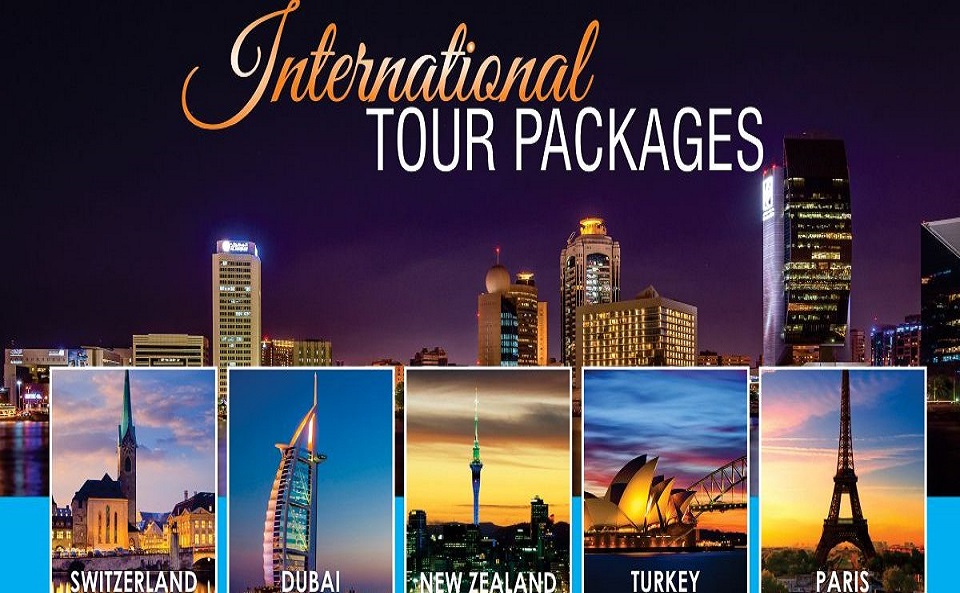 International
TOUR PACKAGES
SWITZERLAND
DUBAI
NEW ZEALAND
TURKEY
PARIS